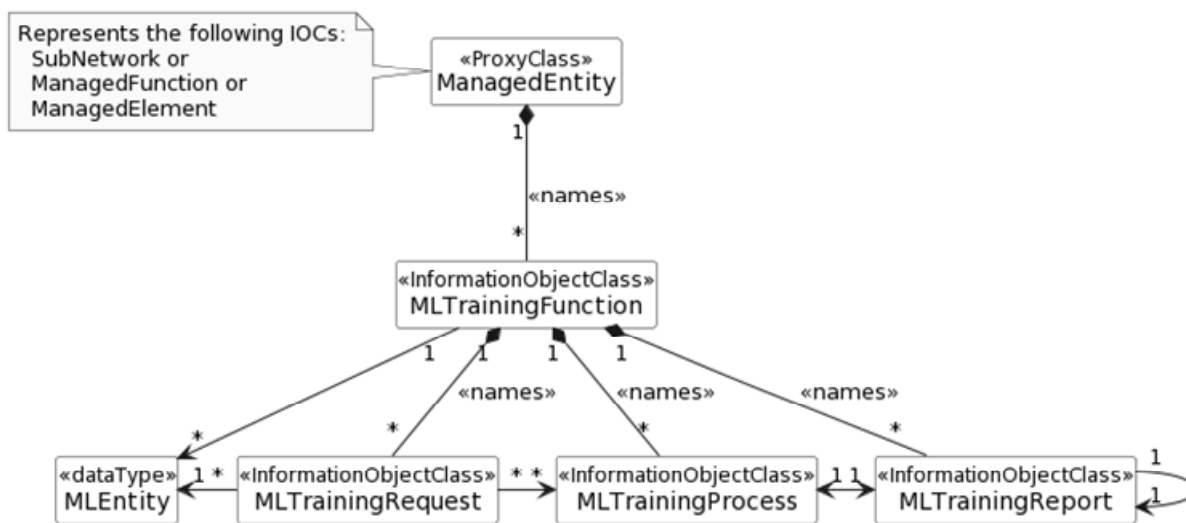 Represents the following IOCs:
SubNetwork or
ManagedFunction or
ManagedElement
«ProxyClass»
ManagedEntity
1
«names»
*
«InformationObjectClass»
MLTrainingFunction
1 1 1 1
«names» «names» «names»
* * * *
«dataType»
MLEntity
1 *
«InformationObjectClass»
MLTrainingRequest
* *
«InformationObjectClass»
MLTrainingProcess
1 1
«InformationObjectClass»
MLTrainingReport
1
1